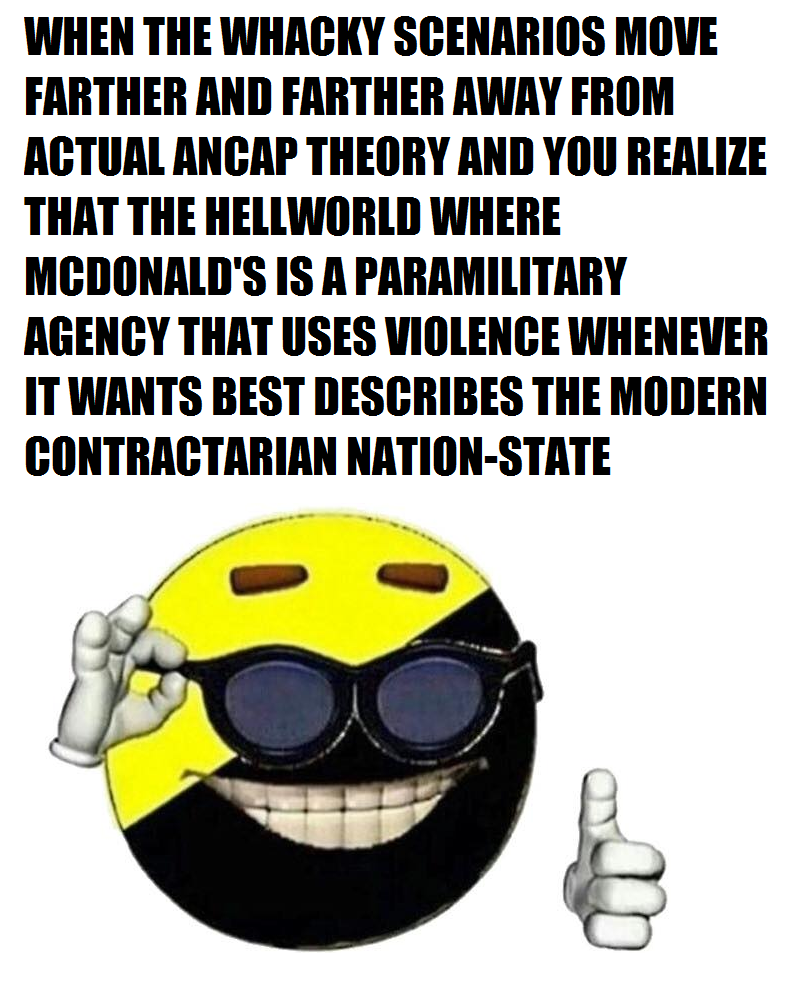 WHEN THE WHACKY SCENARIOS MOVE
FARTHER AND FARTHER AWAY FROM
ACTUAL ANCAP THEORY AND YOU REALIZE
THAT THE HELLWORLD WHERE
MCDONALD'S IS A PARAMILITARY
AGENCY THAT USES VIOLENCE WHENEVER
IT WANTS BEST DESCRIBES THE MODERN
CONTRACTARIAN NATION-STATE